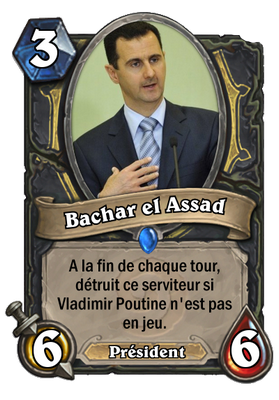 3
Bachar el Assad
A la fin de chaque tour,
détruit ce serviteur si
Vladimir Poutine n'est pas
en jeu.
6 Président 6